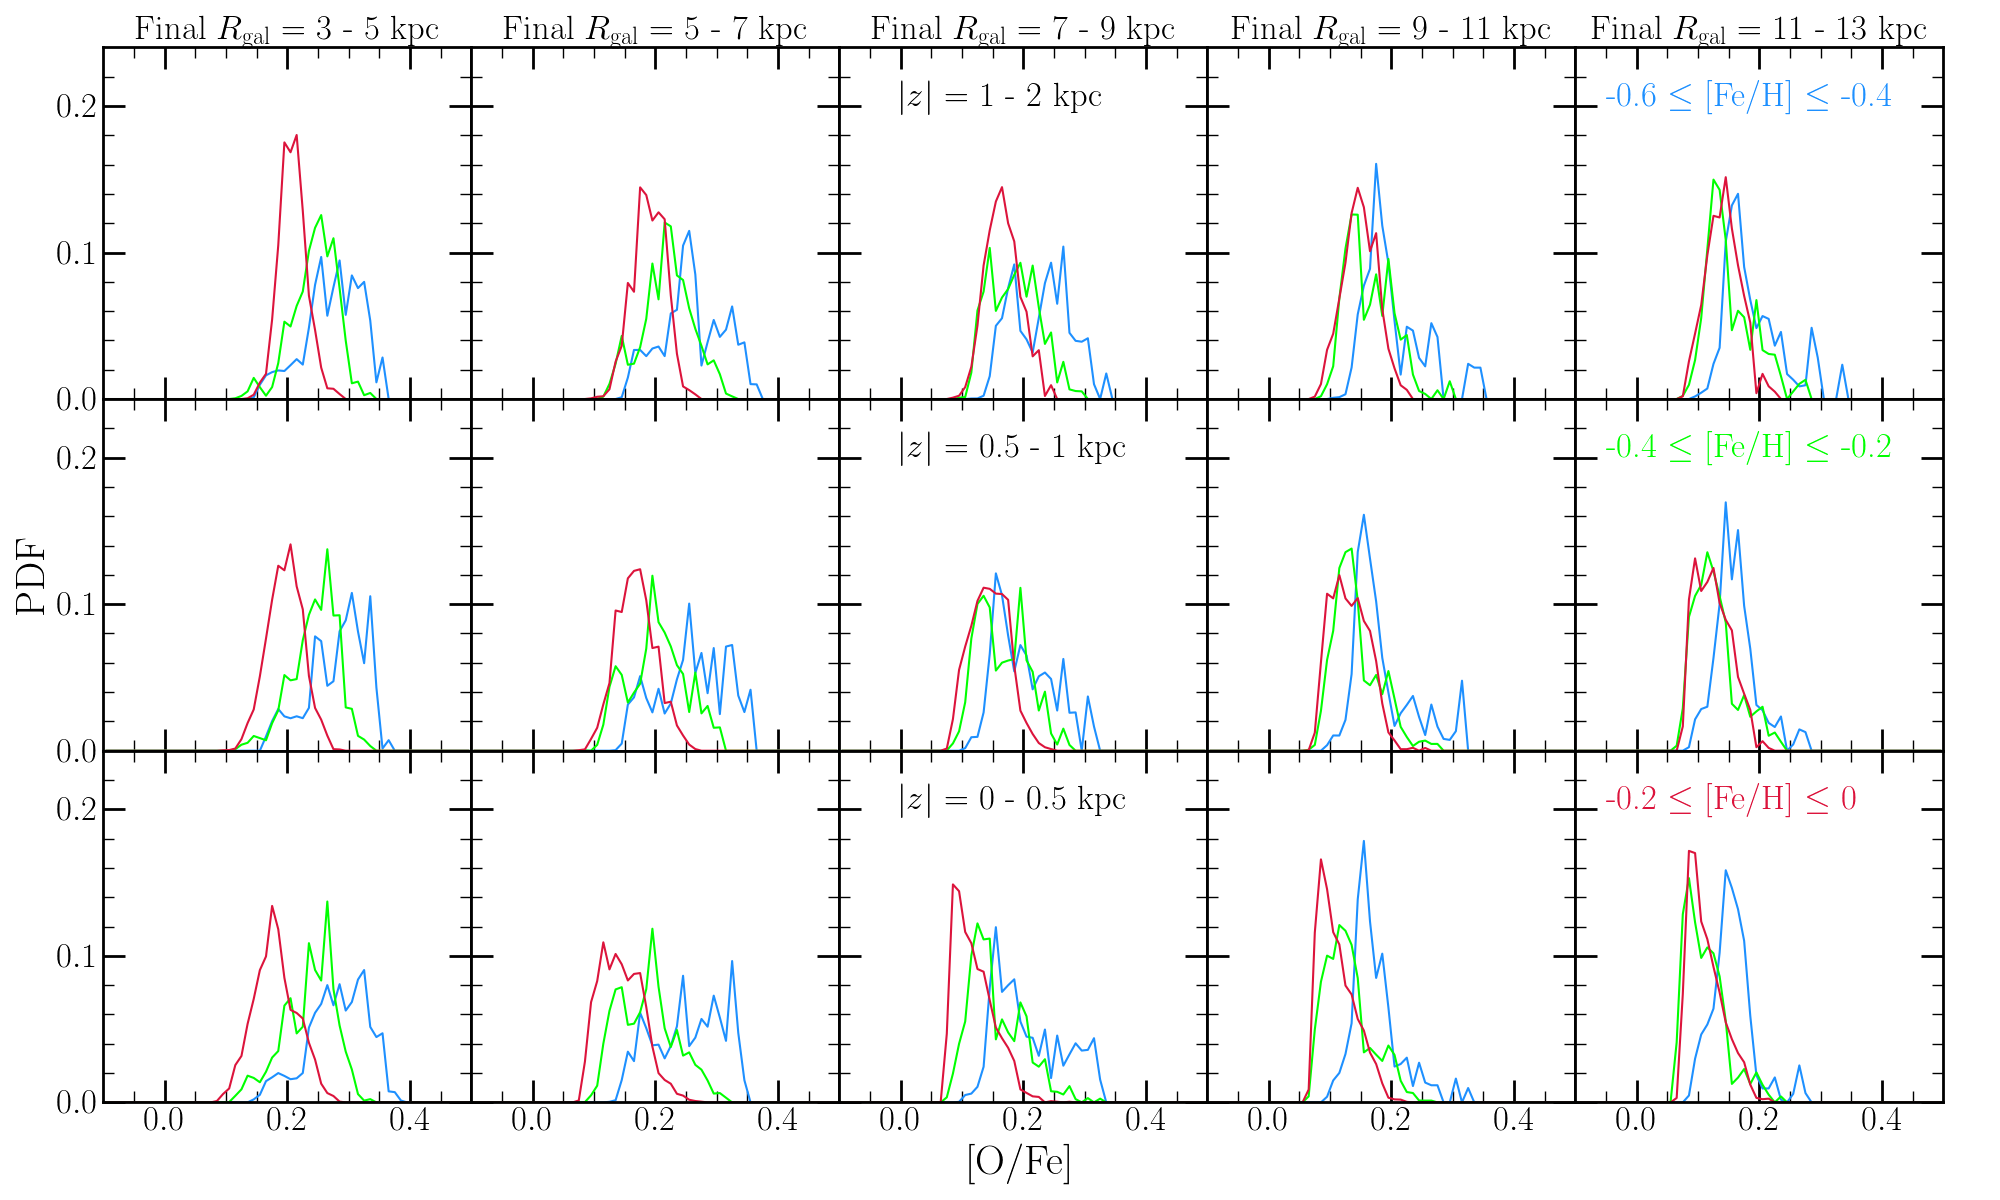 Final R_gal = 3 - 5 kpc
Final R_gal = 5 - 7 kpc
Final R_gal = 7 - 9 kpc
Final R_gal = 9 - 11 kpc
Final R_gal = 11 - 13 kpc
|z| = 1 - 2 kpc
-0.6 ≤ [Fe/H] ≤ -0.4
0.2
0.1
0.0
|z| = 0.5 - 1 kpc
-0.4 ≤ [Fe/H] ≤ -0.2
0.2
0.1
0.0
PDF
|z| = 0 - 0.5 kpc
-0.2 ≤ [Fe/H] ≤ 0
0.2
0.1
0.0
0.0 0.2 0.4
0.0 0.2 0.4
0.0 0.2 0.4
0.0 0.2 0.4
0.0 0.2 0.4
[O/Fe]